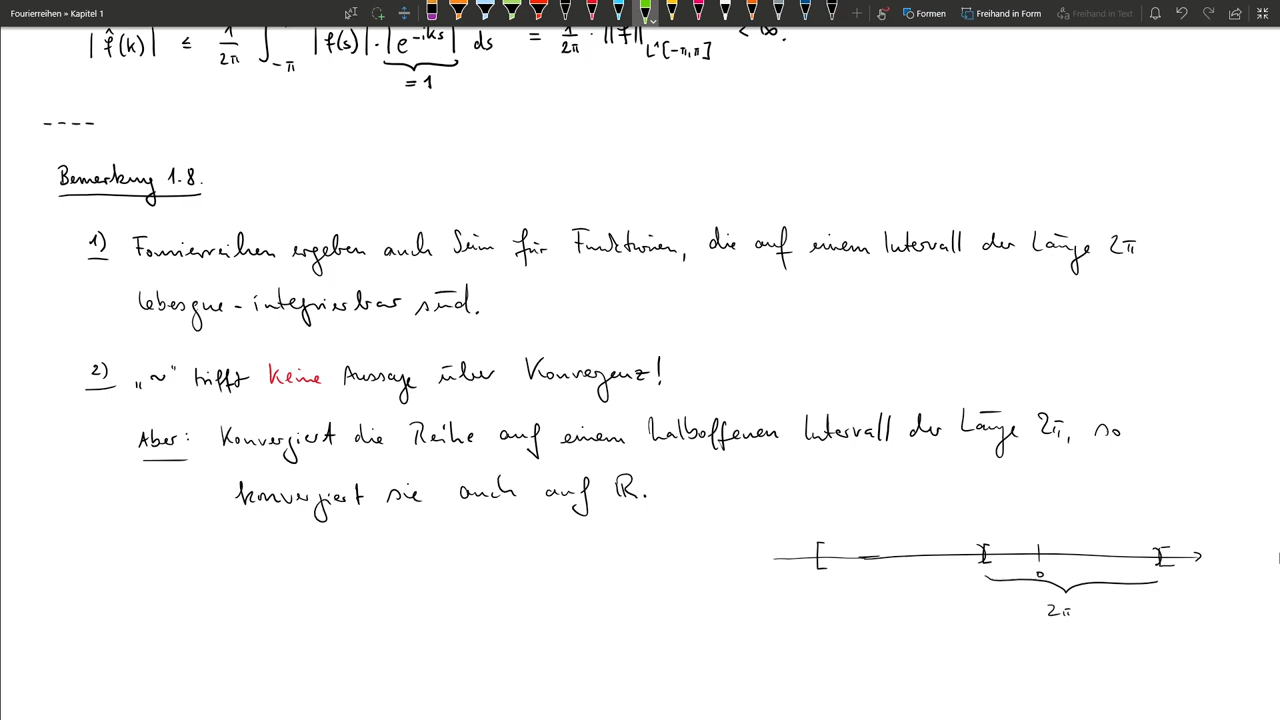 Fourierreihen » Kapitel 1
Formen Freihand in Form Freihand in Text
|f̂(k)| ≤ 1/2π ∫_{-π} |f(s)| · |e^{-iks}| ds = 1/2π · ||f||_{L¹[-π,π]} < ∞.
= 1
----
Bemerkung 1.8.
1) Fourierreihen ergeben auch Sinn für Funktionen, die auf einem Intervall der Länge 2π
lebesgue-integrierbar sind.
2) „~" trifft keine Aussage über Konvergenz!
Aber: Konvergiert die Reihe auf einem halboffenen Intervall der Länge 2π, so
konvergiert sie auch auf ℝ.
[ [ [
0
2π